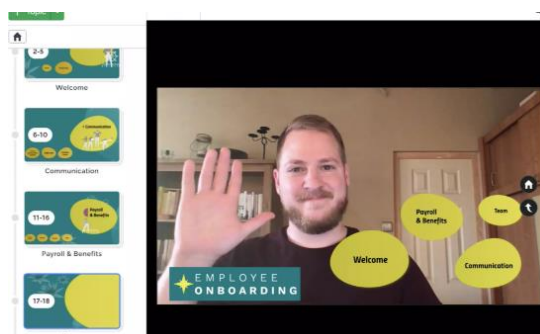 Topic
2-5
Welcome
6-10
Communication
Communication
11-16
Payroll
& Benefits
Payroll & Benefits
17-18
Payroll
& Benefits
Team
Welcome
Communication
EMPLOYEE
ONBOARDING